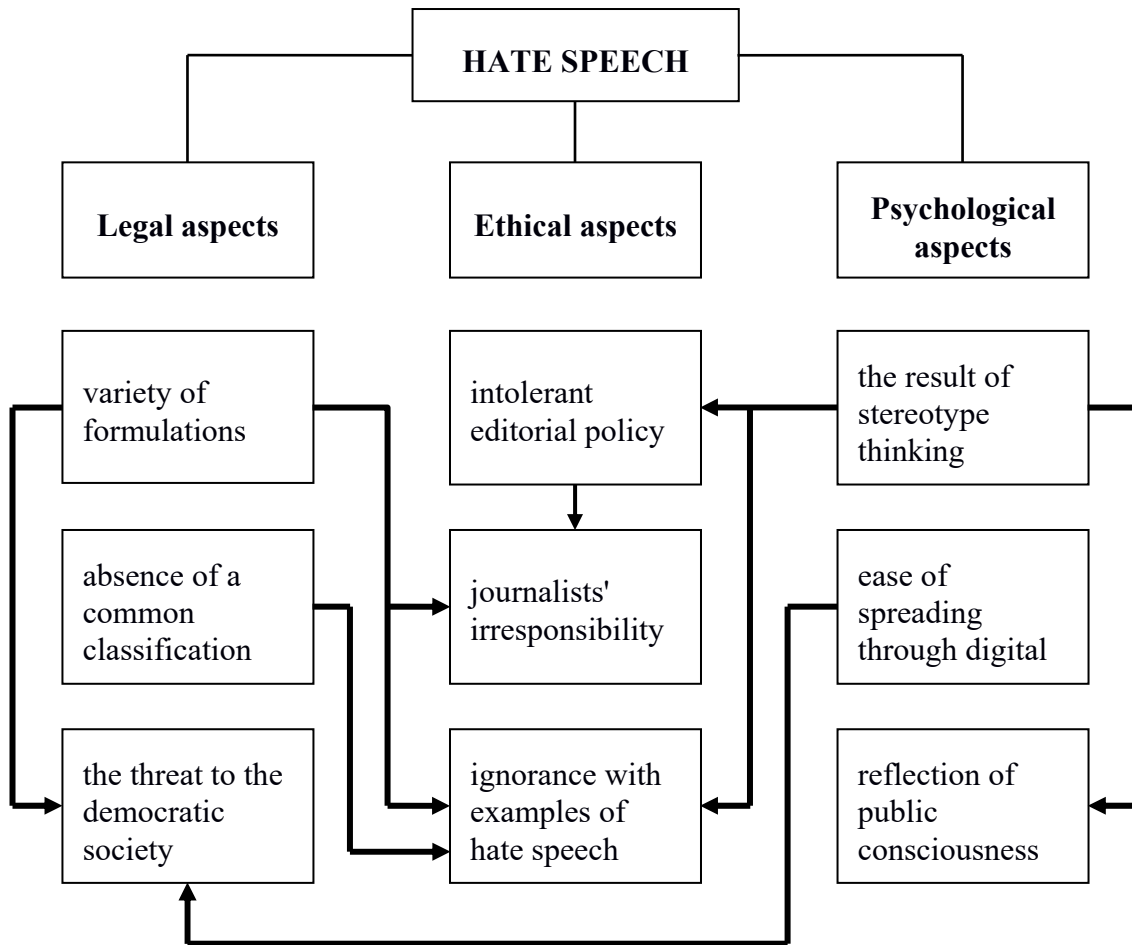 HATE SPEECH
Legal aspects
Ethical aspects
Psychological
aspects
variety of
formulations
intolerant
editorial policy
the result of
stereotype
thinking
absence of a
common
classification
journalists'
irresponsibility
ease of
spreading
through digital
the threat to the
democratic
society
ignorance with
examples of
hate speech
reflection of
public
consciousness